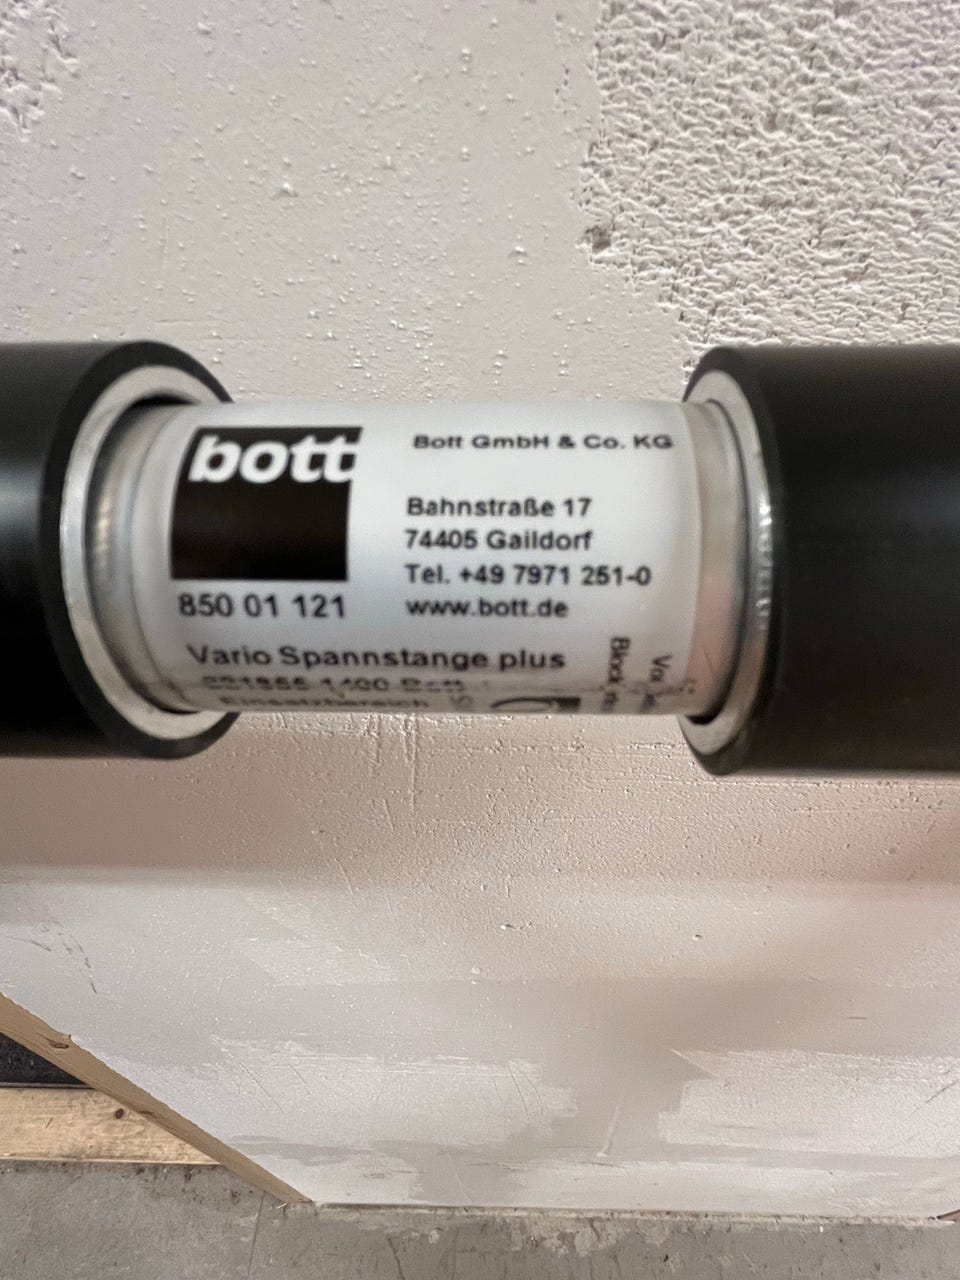 bott
Bott GmbH & Co. KG
Bahnstraße 17
74405 Gaildorf
Tel. +49 7971 251-0
www.bott.de
850 01 121
Vario Spannstange plus
Einsatzbereich